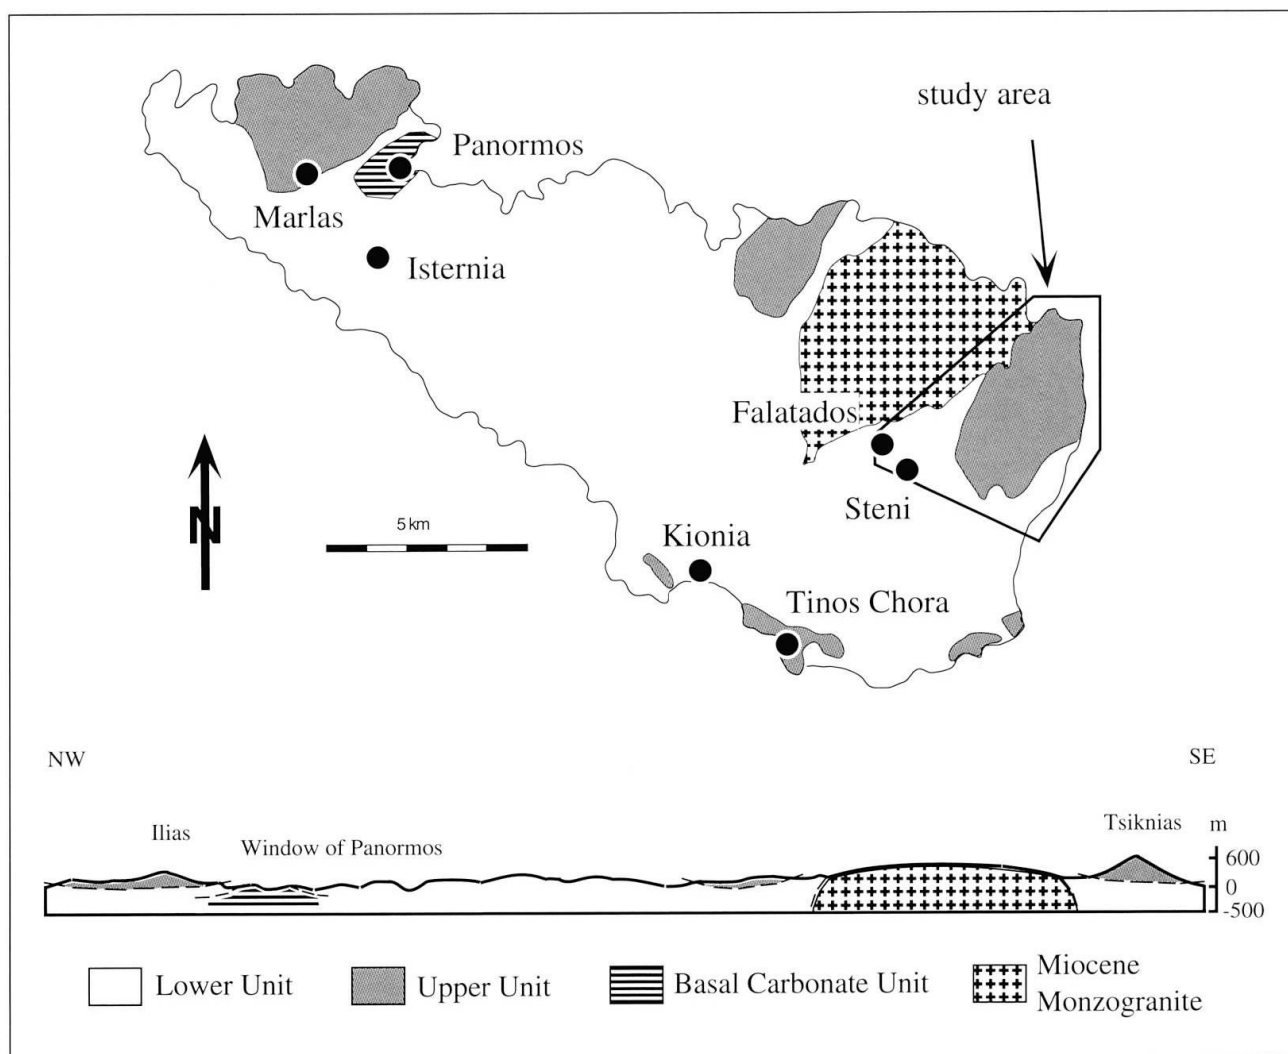 study area
Panormos
Marlas
Isternia
Falatados
Steni
N
5 km
Kionia
Tinos Chora
NW
SE
Ilias
Window of Panormos
Tsiknias
m
600
0
-500
Lower Unit
Upper Unit
Basal Carbonate Unit
Miocene
Monzogranite